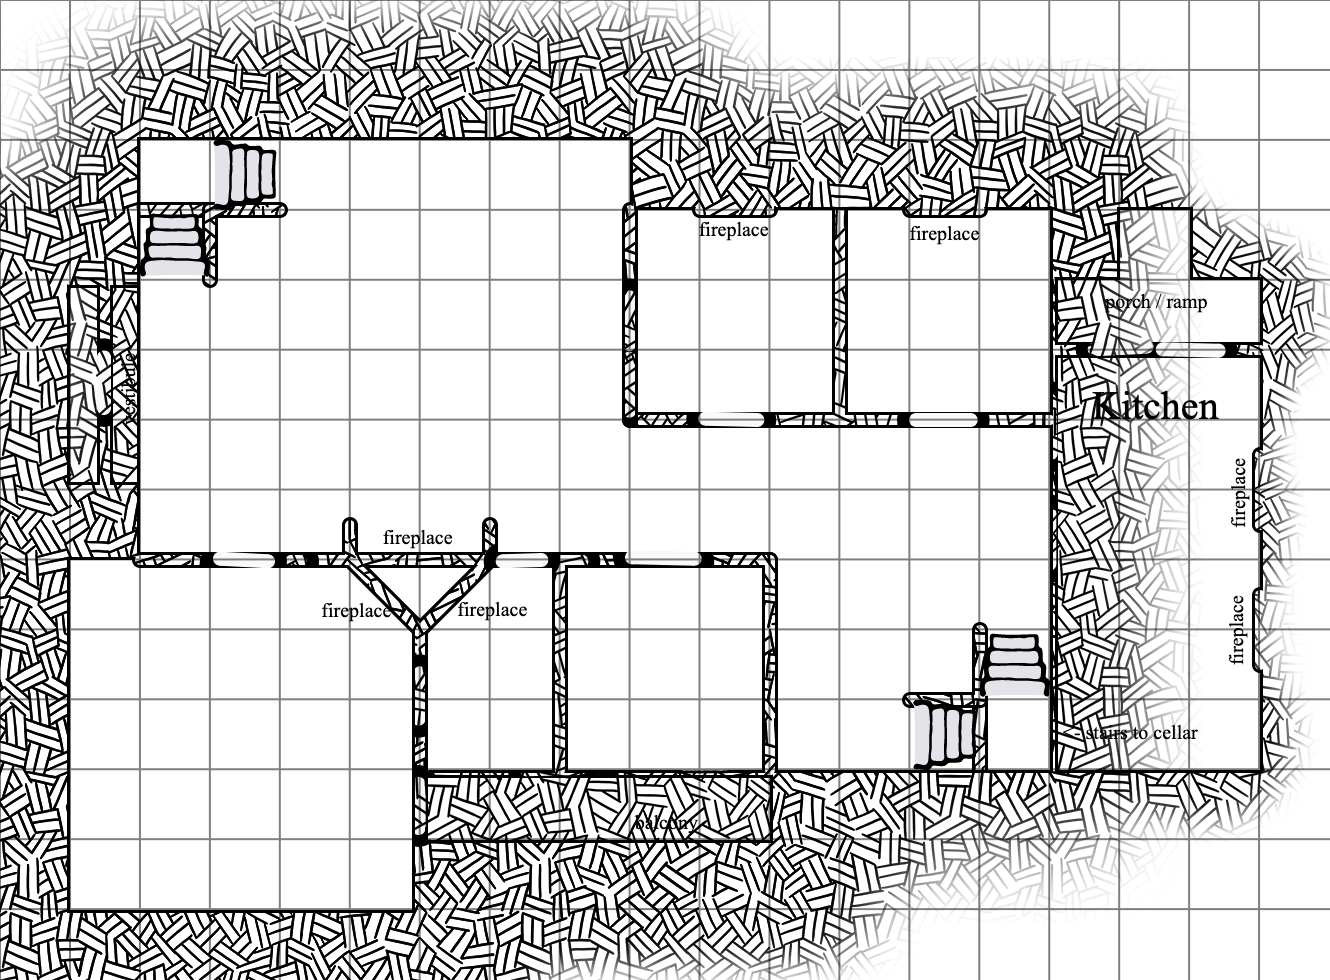 fireplace
fireplace
porch / ramp
vestibule
Kitchen
fireplace
fireplace
fireplace
fireplace
fireplace
<- stairs to cellar
balcony